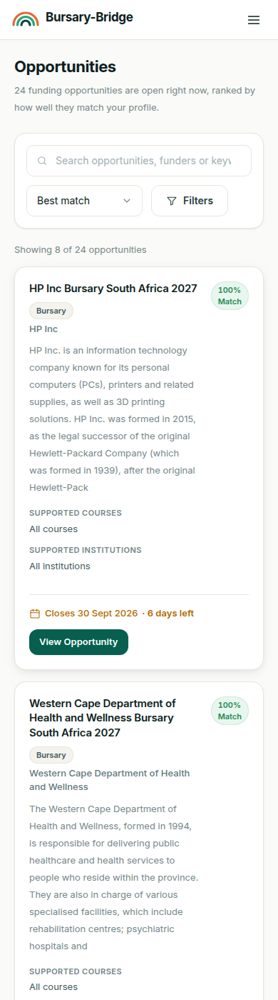 Bursary-Bridge
Opportunities
24 funding opportunities are open right now, ranked by
how well they match your profile.
Search opportunities, funders or keyw
Best match
Filters
Showing 8 of 24 opportunities
HP Inc Bursary South Africa 2027
100%
Match
Bursary
HP Inc
HP Inc. is an information technology
company known for its personal
computers (PCs), printers and related
supplies, as well as 3D printing
solutions. HP Inc. was formed in 2015,
as the legal successor of the original
Hewlett-Packard Company (which
was formed in 1939), after the original
Hewlett-Pack
SUPPORTED COURSES
All courses
SUPPORTED INSTITUTIONS
All institutions
Closes 30 Sept 2026 · 6 days left
View Opportunity
Western Cape Department of
Health and Wellness Bursary
South Africa 2027
100%
Match
Bursary
Western Cape Department of Health
and Wellness
The Western Cape Department of
Health and Wellness, formed in 1994,
is responsible for delivering public
healthcare and health services to
people who reside within the province.
They are also in charge of various
specialised facilities, which include
rehabilitation centres; psychiatric
hospitals and
SUPPORTED COURSES
All courses